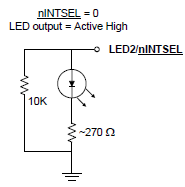 nINTSEL = 0
LED output = Active High
LED2/nINTSEL
10K
~270 Ω